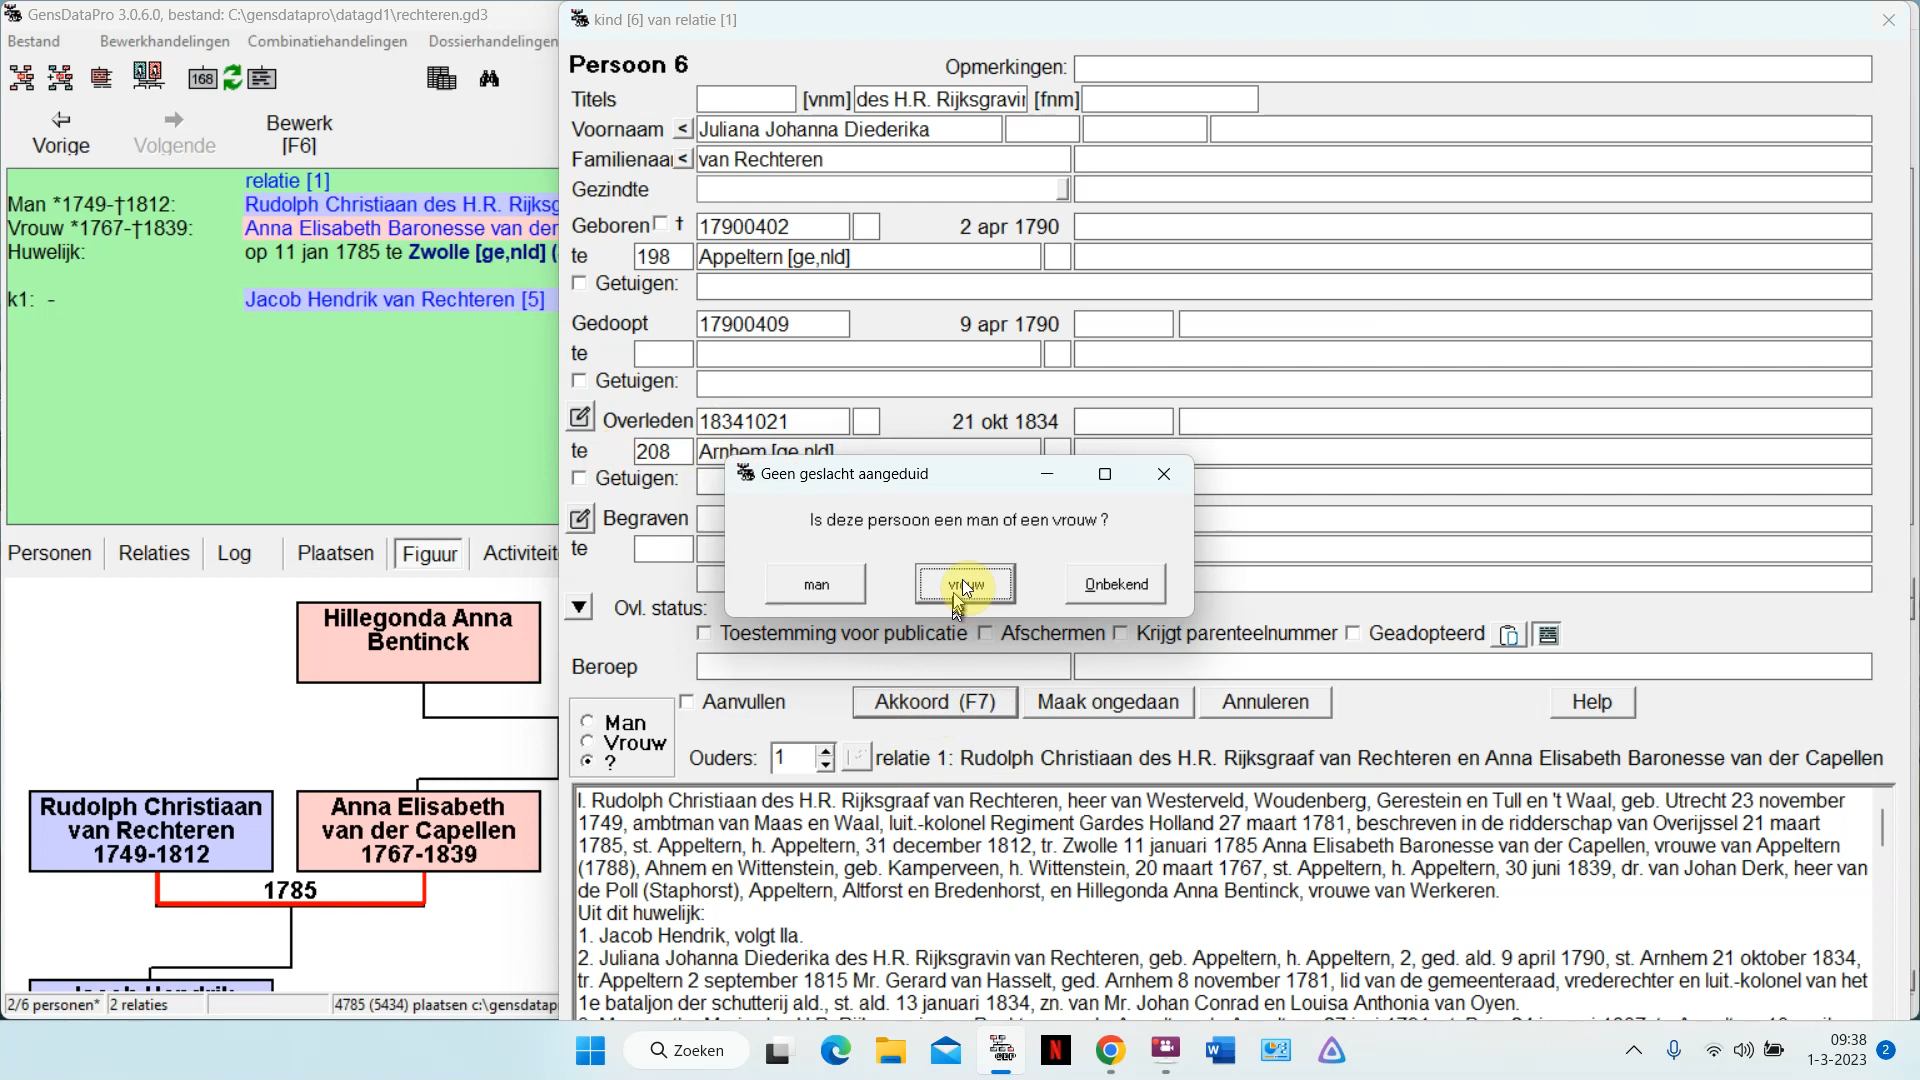 GensDataPro 3.0.6.0, bestand: C:\gensdatapro\datagd1\rechteren.gd3
Bestand Bewerkhandelingen Combinatiehandelingen Dossierhandelingen
168
Vorige Volgende Bewerk [F6]
relatie [1]
Man *1749-†1812: Rudolph Christiaan des H.R. Rijksg
Vrouw *1767-†1839: Anna Elisabeth Baronesse van der
Huwelijk: op 11 jan 1785 te Zwolle [ge,nld] (
k1: - Jacob Hendrik van Rechteren [5]
Personen Relaties Log Plaatsen Figuur Activiteit
Hillegonda Anna
Bentinck
Rudolph Christiaan
van Rechteren
1749-1812
Anna Elisabeth
van der Capellen
1767-1839
1785
2/6 personen* 2 relaties 4785 (5434) plaatsen c:\gensdatap
kind [6] van relatie [1]
Persoon 6 Opmerkingen:
Titels [vnm] des H.R. Rijksgravin [fnm]
Voornaam < Juliana Johanna Diederika
Familienaa < van Rechteren
Gezindte
Geboren † 17900402 2 apr 1790
te 198 Appeltern [ge,nld]
Getuigen:
Gedoopt 17900409 9 apr 1790
te
Getuigen:
Overleden 18341021 21 okt 1834
te 208 Arnhem [ge,nld]
Getuigen:
Begraven
te
Geen geslacht aangeduid
Is deze persoon een man of een vrouw ?
man vrouw Onbekend
Ovl. status:
Toestemming voor publicatie Afschermen Krijgt parenteelnummer Geadopteerd
Beroep
Aanvullen Akkoord (F7) Maak ongedaan Annuleren Help
Man
Vrouw
?
Ouders: 1 relatie 1: Rudolph Christiaan des H.R. Rijksgraaf van Rechteren en Anna Elisabeth Baronesse van der Capellen
I. Rudolph Christiaan des H.R. Rijksgraaf van Rechteren, heer van Westerveld, Woudenberg, Gerestein en Tull en 't Waal, geb. Utrecht 23 november
1749, ambtman van Maas en Waal, luit.-kolonel Regiment Gardes Holland 27 maart 1781, beschreven in de ridderschap van Overijssel 21 maart
1785, st. Appeltern, h. Appeltern, 31 december 1812, tr. Zwolle 11 januari 1785 Anna Elisabeth Baronesse van der Capellen, vrouwe van Appeltern
(1788), Ahnem en Wittenstein, geb. Kamperveen, h. Wittenstein, 20 maart 1767, st. Appeltern, h. Appeltern, 30 juni 1839, dr. van Johan Derk, heer van
de Poll (Staphorst), Appeltern, Altforst en Bredenhorst, en Hillegonda Anna Bentinck, vrouwe van Werkeren.
Uit dit huwelijk:
1. Jacob Hendrik, volgt IIa.
2. Juliana Johanna Diederika des H.R. Rijksgravin van Rechteren, geb. Appeltern, h. Appeltern, 2, ged. ald. 9 april 1790, st. Arnhem 21 oktober 1834,
tr. Appeltern 2 september 1815 Mr. Gerard van Hasselt, ged. Arnhem 8 november 1781, lid van de gemeenteraad, vrederechter en luit.-kolonel van het
1e bataljon der schutterij ald., st. ald. 13 januari 1834, zn. van Mr. Johan Conrad en Louisa Anthonia van Oyen.
Zoeken
09:38
1-3-2023
2